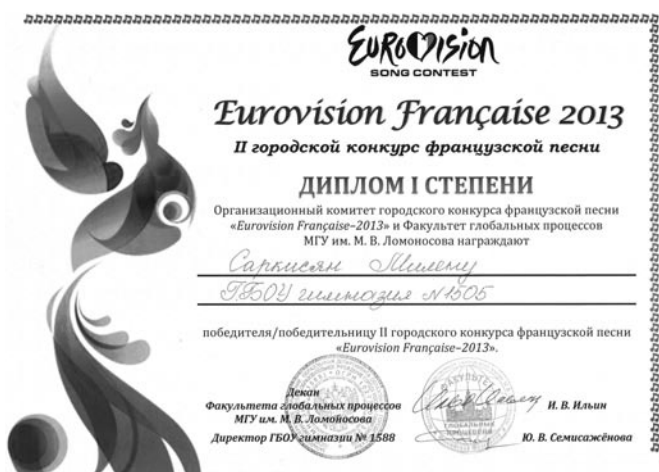 EUROVISION
SONG CONTEST
Eurovision Française 2013
II городской конкурс французской песни
ДИПЛОМ I СТЕПЕНИ
Организационный комитет городского конкурса французской песни
«Eurovision Française–2013» и Факультет глобальных процессов
МГУ им. М. В. Ломоносова награждают
Саркисян Милену
ГБОУ гимназия №1505
победителя/победительницу II городского конкурса французской песни
«Eurovision Française–2013».
Декан
Факультета глобальных процессов
МГУ им. М. В. Ломоносова
И. В. Ильин
Директор ГБОУ гимназии № 1588
Ю. В. Семисажёнова